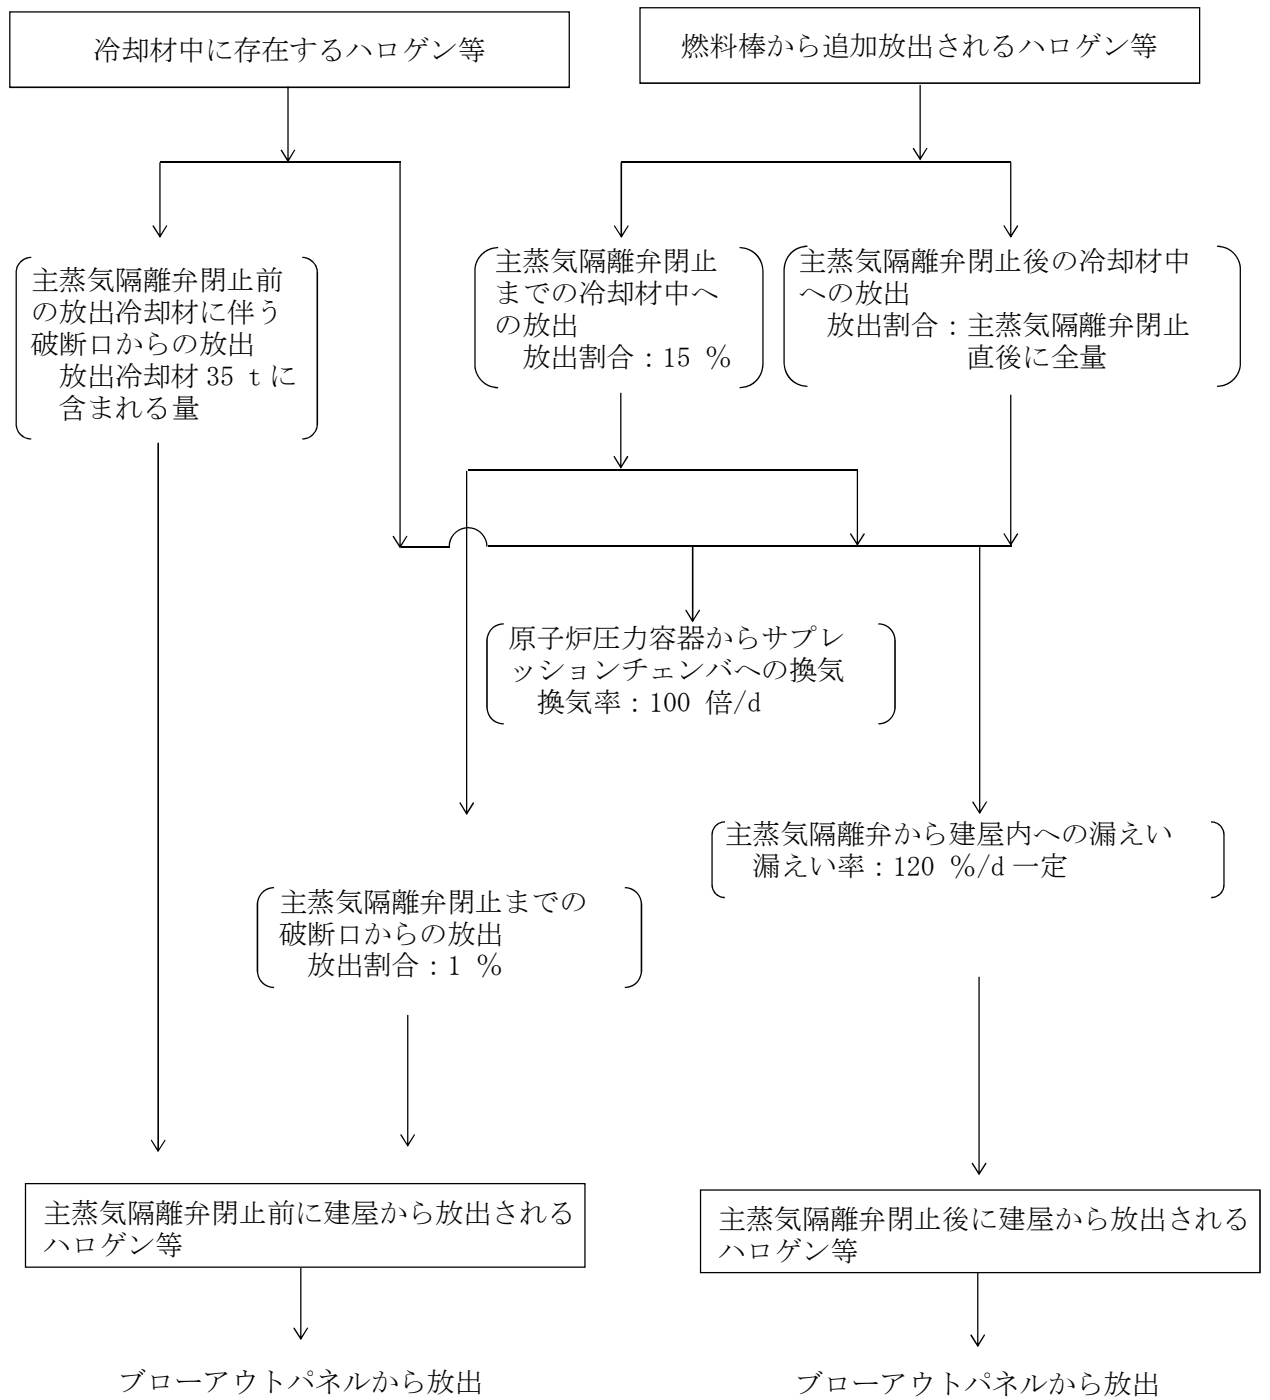 冷却材中に存在するハロゲン等
燃料棒から追加放出されるハロゲン等
主蒸気隔離弁閉止前
の放出冷却材に伴う
破断口からの放出
放出冷却材 35 t に
含まれる量
主蒸気隔離弁閉止
までの冷却材中へ
の放出
放出割合：15 %
主蒸気隔離弁閉止後の冷却材中
への放出
放出割合：主蒸気隔離弁閉止
直後に全量
原子炉圧力容器からサプレ
ッションチェンバへの換気
換気率：100 倍/d
主蒸気隔離弁から建屋内への漏えい
漏えい率：120 %/d 一定
主蒸気隔離弁閉止までの
破断口からの放出
放出割合：1 %
主蒸気隔離弁閉止前に建屋から放出される
ハロゲン等
主蒸気隔離弁閉止後に建屋から放出される
ハロゲン等
ブローアウトパネルから放出
ブローアウトパネルから放出